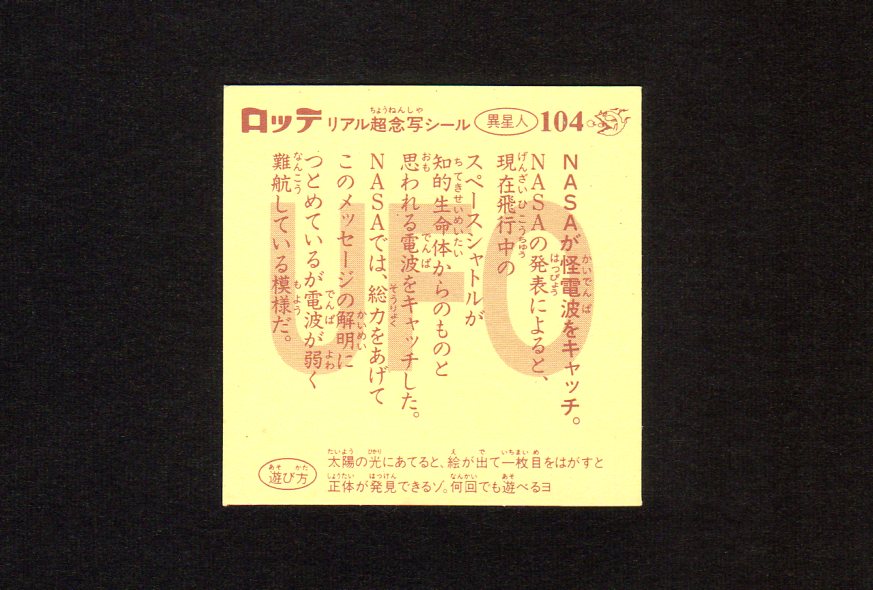 ロッテ リアル超念写シール 異星人 104
NASAが怪電波をキャッチ。
NASAの発表によると、
現在飛行中の
スペースシャトルが
知的生命体からのものと
思われる電波をキャッチした。
NASAでは、総力をあげて
このメッセージの解明に
つとめているが電波が弱く
難航している模様だ。
UFO
遊び方
太陽の光にあてると、絵が出て一枚目をはがすと
正体が発見できるゾ。何回でも遊べるヨ